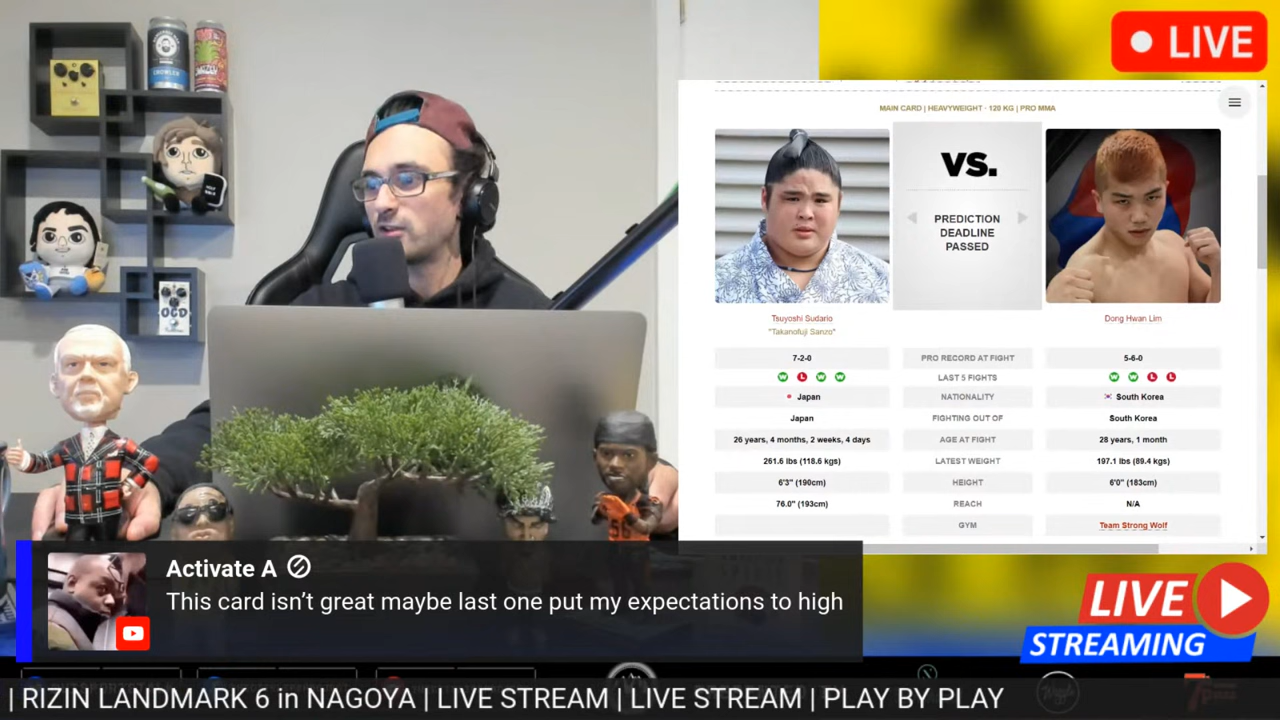 LIVE
MAIN CARD | HEAVYWEIGHT · 120 KG | PRO MMA
VS.
PREDICTION
DEADLINE
PASSED
Tsuyoshi Sudario
"Takanofuji Sanzo"
Dong Hwan Lim
7-2-0 PRO RECORD AT FIGHT 5-6-0
W L W W LAST 5 FIGHTS W W L L
Japan NATIONALITY South Korea
Japan FIGHTING OUT OF South Korea
26 years, 4 months, 2 weeks, 4 days AGE AT FIGHT 28 years, 1 month
261.6 lbs (118.6 kgs) LATEST WEIGHT 197.1 lbs (89.4 kgs)
6'3" (190cm) HEIGHT 6'0" (183cm)
76.0" (193cm) REACH N/A
GYM Team Strong Wolf
CROWLER
OCD
Activate A
This card isn't great maybe last one put my expectations to high
LIVE
STREAMING
| RIZIN LANDMARK 6 in NAGOYA | LIVE STREAM | LIVE STREAM | PLAY BY PLAY